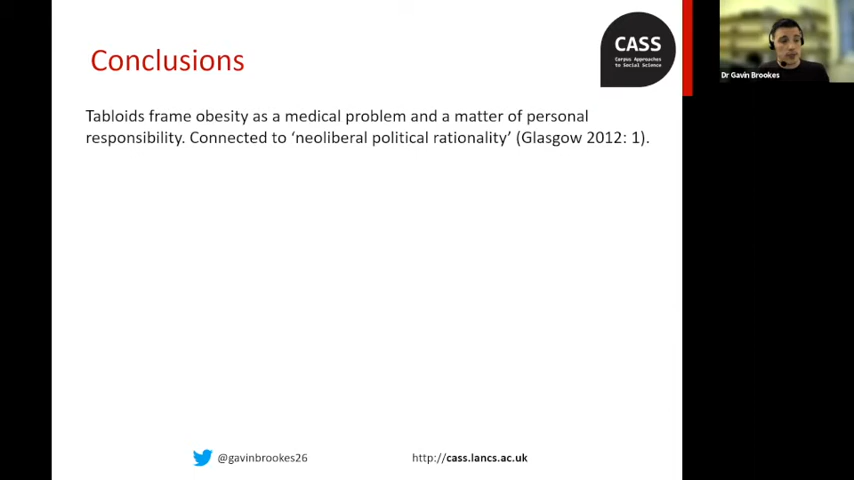 Conclusions
CASS
Corpus Approaches
to Social Science
Dr Gavin Brookes
Tabloids frame obesity as a medical problem and a matter of personal
responsibility. Connected to ‘neoliberal political rationality’ (Glasgow 2012: 1).
@gavinbrookes26
http://cass.lancs.ac.uk